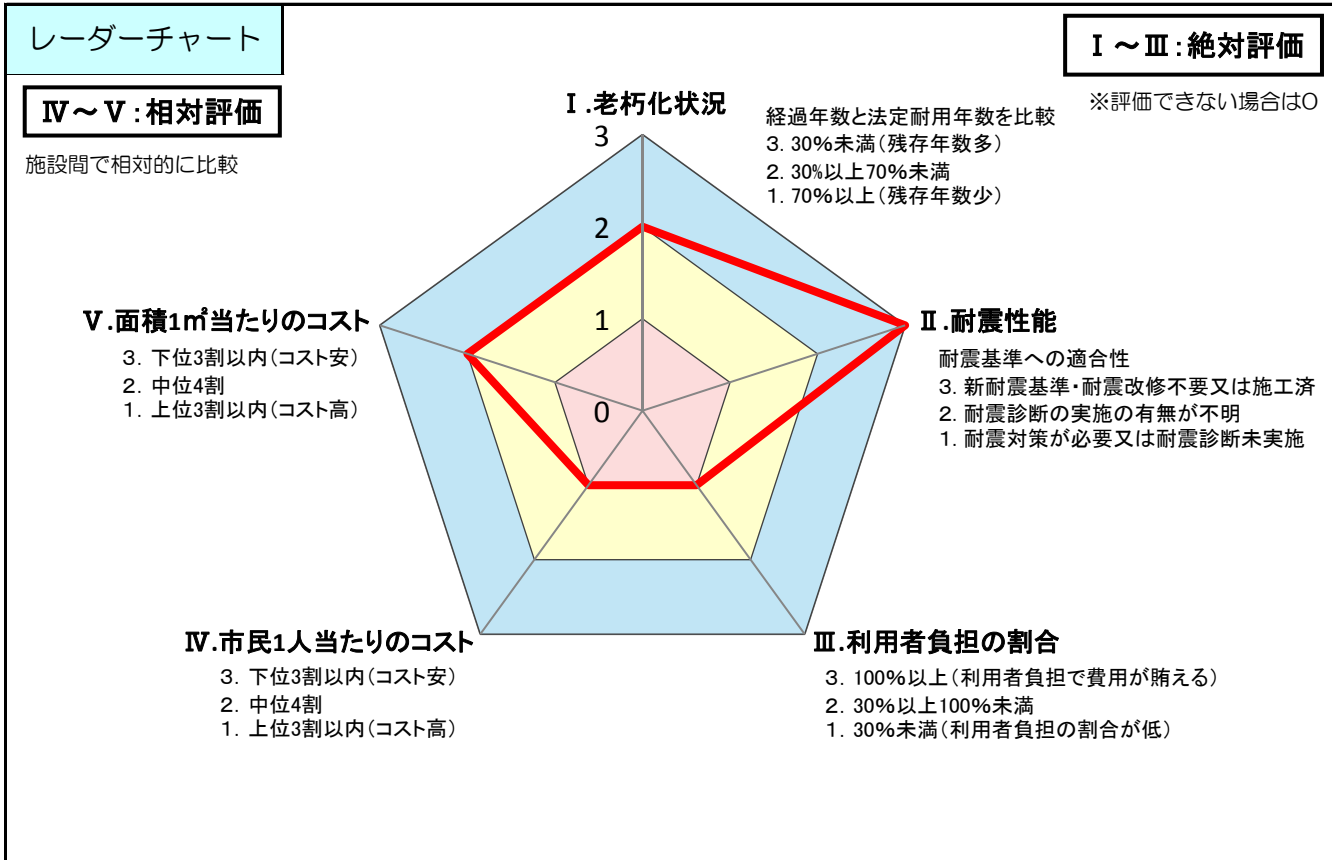 レーダーチャート
Ⅰ～Ⅲ:絶対評価
※評価できない場合は0
Ⅳ～Ⅴ:相対評価
施設間で相対的に比較
Ⅰ.老朽化状況
経過年数と法定耐用年数を比較
3. 30%未満(残存年数多)
2. 30%以上70%未満
1. 70%以上(残存年数少)
3
2
1
0
Ⅱ.耐震性能
耐震基準への適合性
3. 新耐震基準・耐震改修不要又は施工済
2. 耐震診断の実施の有無が不明
1. 耐震対策が必要又は耐震診断未実施
Ⅴ.面積1㎡当たりのコスト
3. 下位3割以内(コスト安)
2. 中位4割
1. 上位3割以内(コスト高)
Ⅳ.市民1人当たりのコスト
3. 下位3割以内(コスト安)
2. 中位4割
1. 上位3割以内(コスト高)
Ⅲ.利用者負担の割合
3. 100%以上(利用者負担で費用が賄える)
2. 30%以上100%未満
1. 30%未満(利用者負担の割合が低)